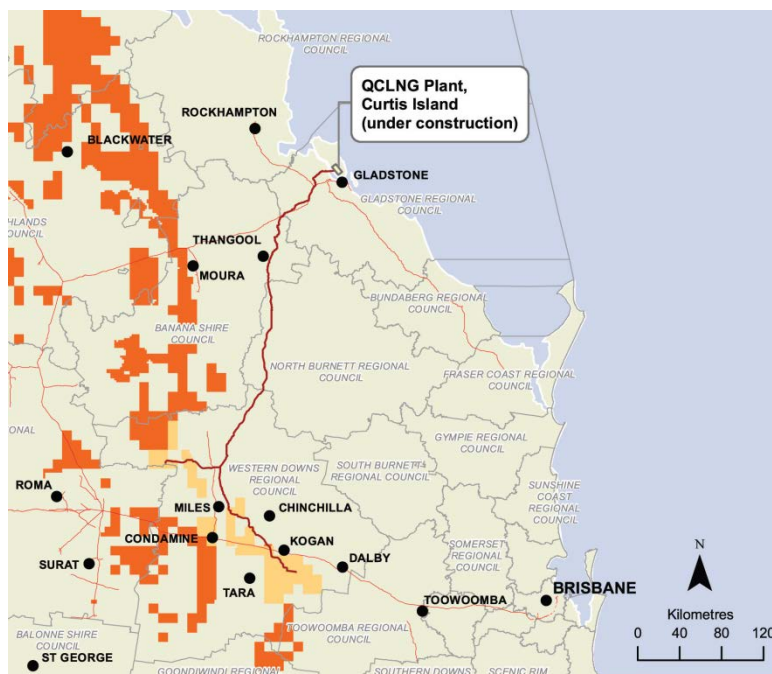 ROCKHAMPTON REGIONAL
COUNCIL
QCLNG Plant,
Curtis Island
(under construction)
ROCKHAMPTON
BLACKWATER
GLADSTONE
GLADSTONE REGIONAL
COUNCIL
HLANDS
COUNCIL
THANGOOL
MOURA
BUNDABERG REGIONAL
COUNCIL
BANANA SHIRE
COUNCIL
NORTH BURNETT REGIONAL
COUNCIL
FRASER COAST REGIONAL
COUNCIL
ONAL
GYMPIE REGIONAL
COUNCIL
WESTERN DOWNS
REGIONAL
COUNCIL
SOUTH BURNETT
REGIONAL COUNCIL
SUNSHINE
COAST
REGIONAL
COUNCIL
ROMA
MILES
CHINCHILLA
CONDAMINE
KOGAN
SOMERSET
REGIONAL
COUNCIL
SURAT
DALBY
TARA
TOOWOOMBA
BRISBANE
N
Kilometres
0 40 80 120
TOOWOOMBA REGIONAL
COUNCIL
BALONNE SHIRE
COUNCIL
ST GEORGE
GOONDIWINDI REGIONAL
SOUTHERN DOWNS
SCENIC RIM